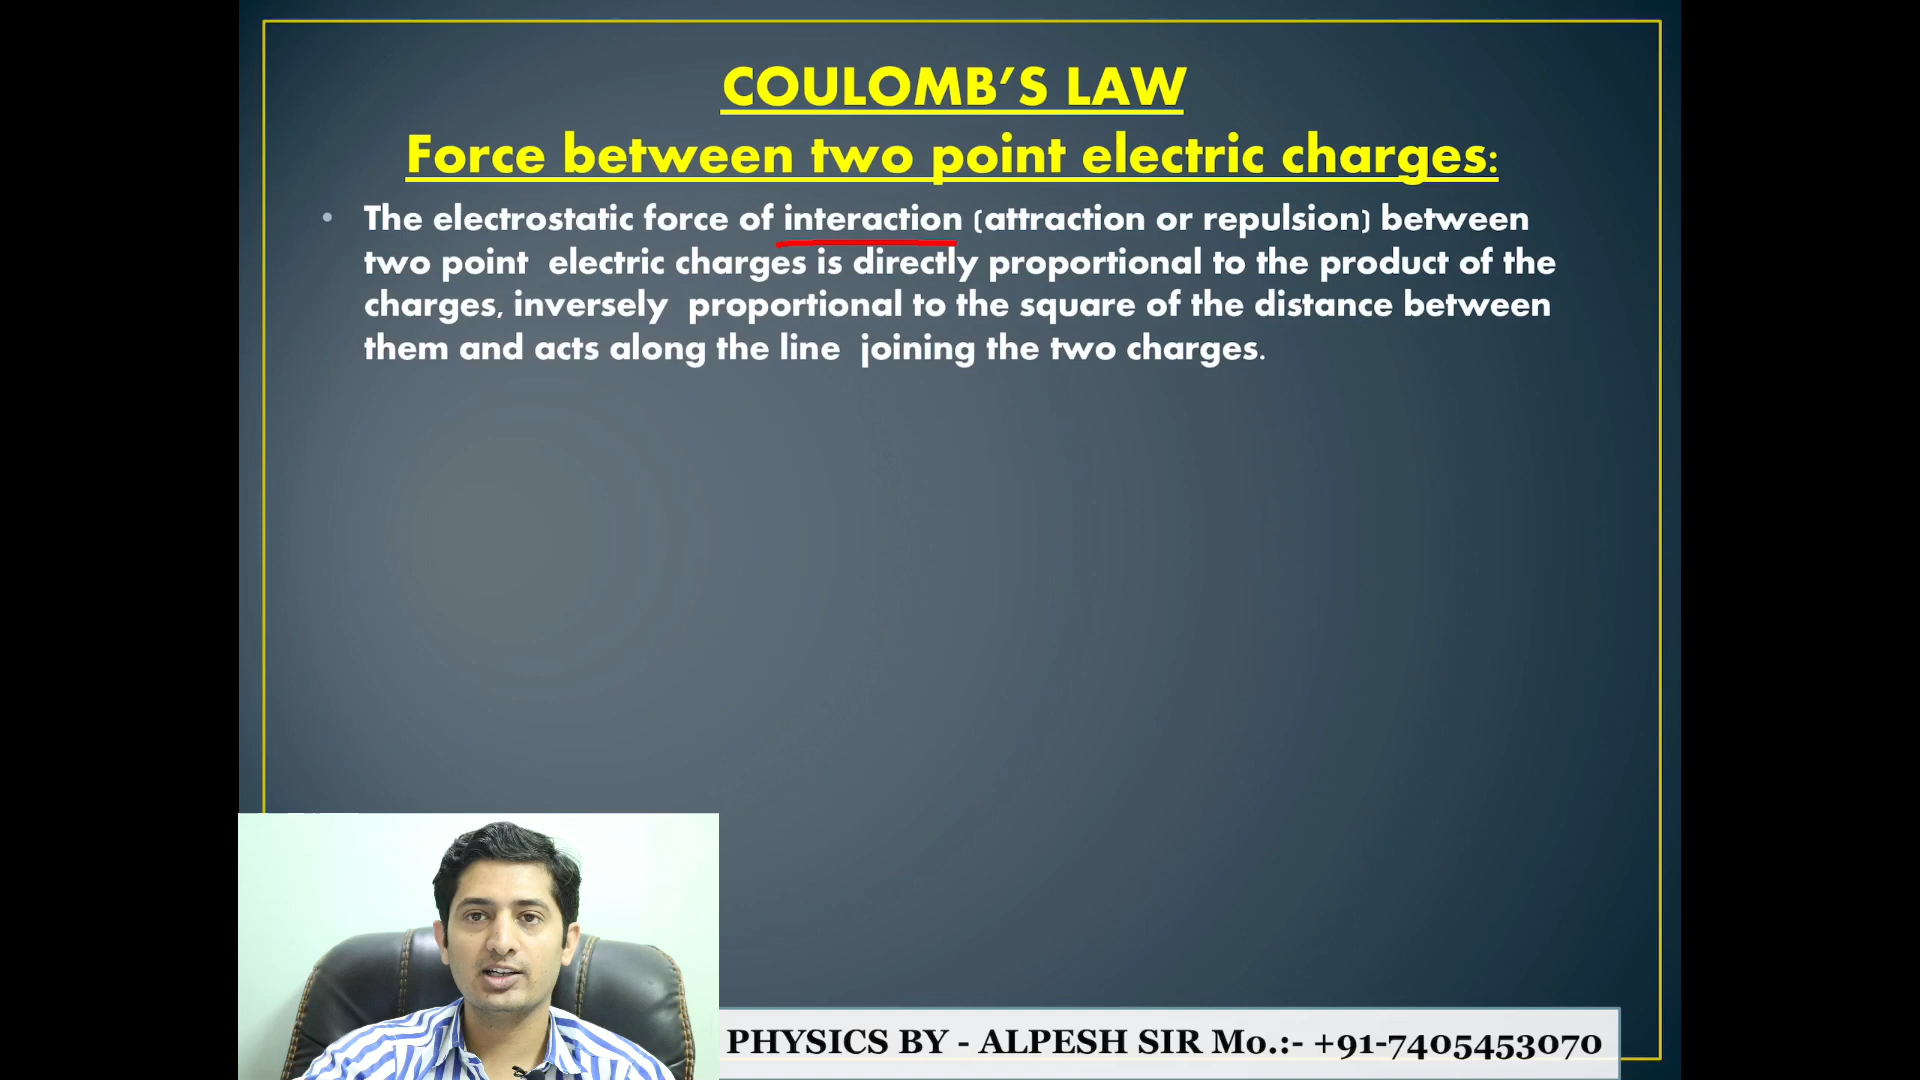 COULOMB’S LAW
Force between two point electric charges:
• The electrostatic force of interaction (attraction or repulsion) between
two point electric charges is directly proportional to the product of the
charges, inversely proportional to the square of the distance between
them and acts along the line joining the two charges.
PHYSICS BY - ALPESH SIR Mo.:- +91-7405453070